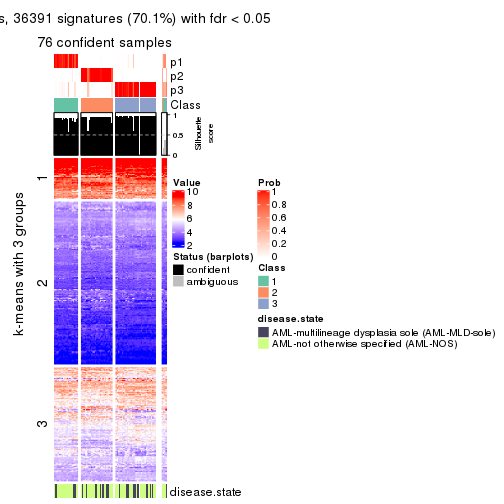 s, 36391 signatures (70.1%) with fdr < 0.05
76 confident samples
p1
p2
p3
Class
1
0.5
0
Silhouette
score
k-means with 3 groups
1
2
3
Value
10
8
6
4
2
Status (barplots)
confident
ambiguous
Prob
1
0.8
0.6
0.4
0.2
0
Class
1
2
3
disease.state
AML-multilineage dysplasia sole (AML-MLD-sole)
AML-not otherwise specified (AML-NOS)
disease.state